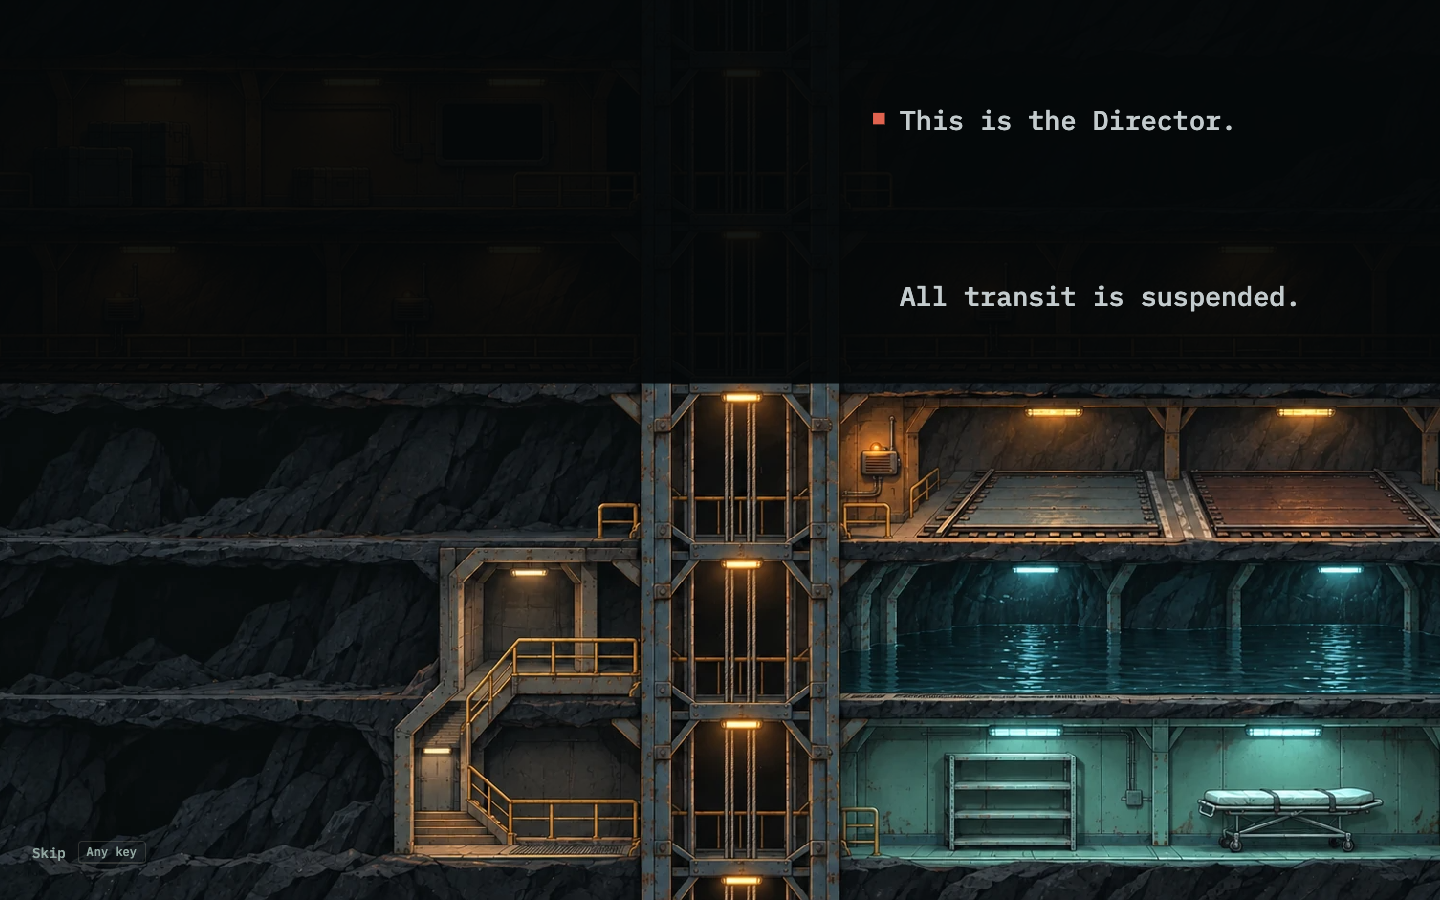 This is the Director.
All transit is suspended.
Skip Any key